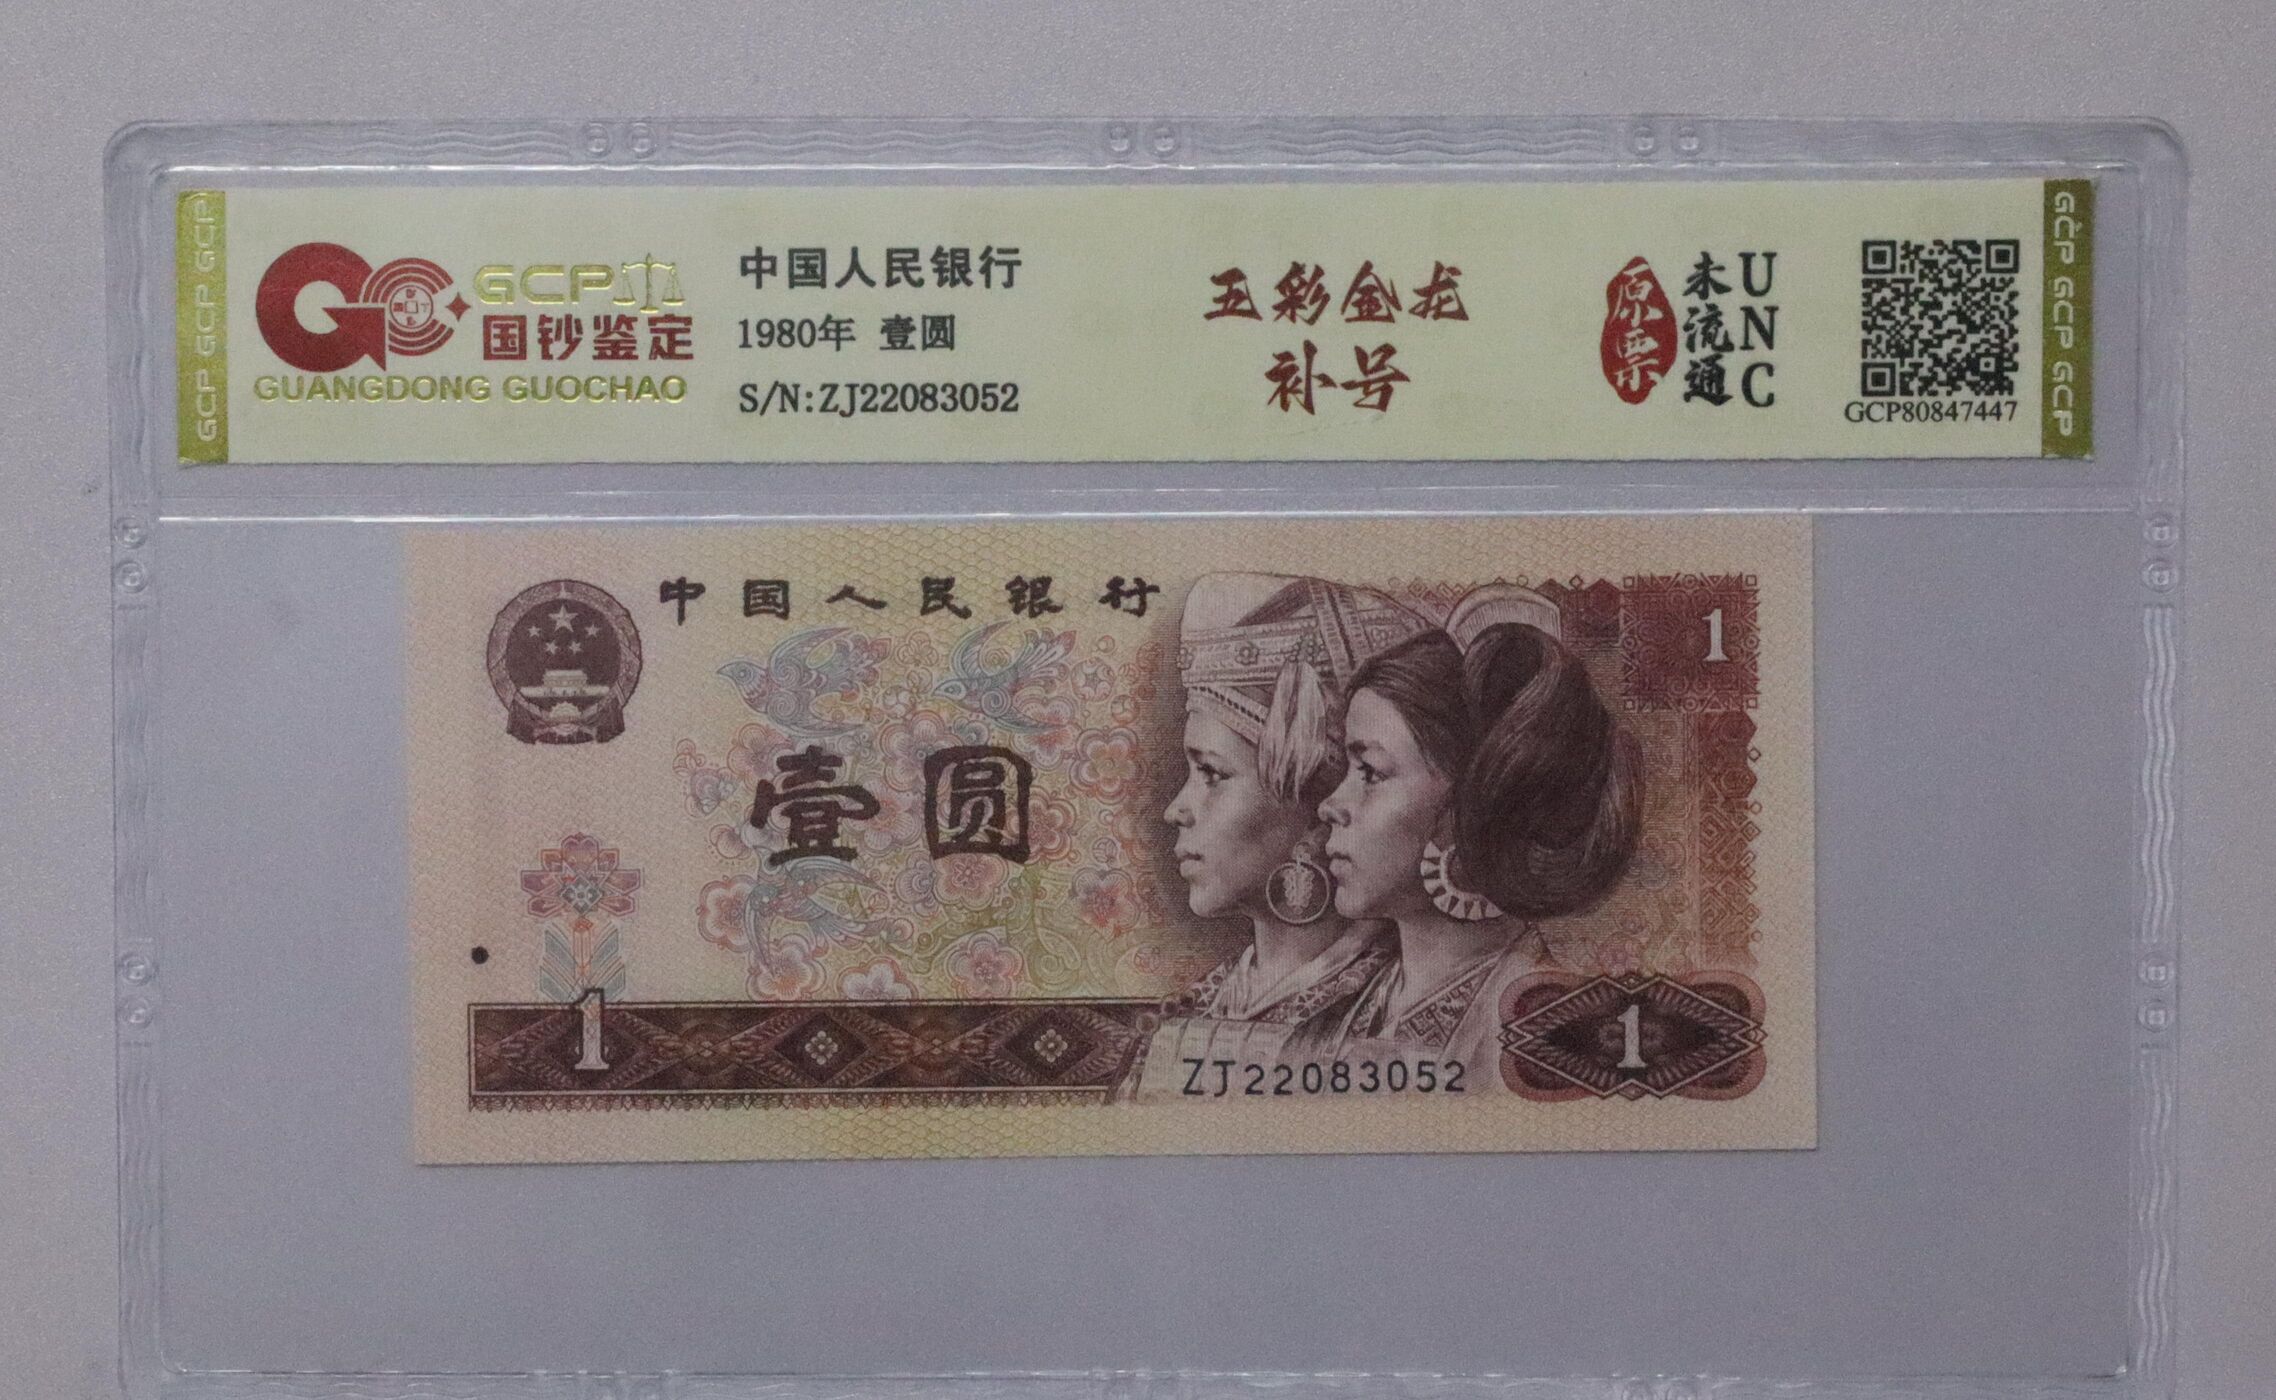 GCP GCP GCP
GCP
国钞鉴定
GUANGDONG GUOCHAO
中国人民银行
1980年 壹圆
S/N:ZJ22083052
五彩金龙
补号
原票
未流通
UNC
GCP80847447
GCP GCP GCP
中国人民银行
1
壹圆
1
1
ZJ22083052